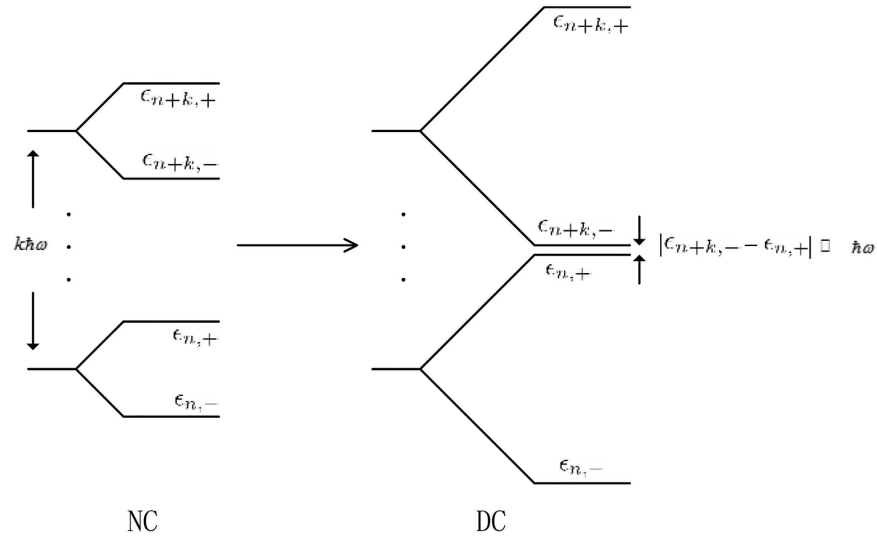 ϵn+k,+
ϵn+k,-
kħω
ϵn,+
ϵn,-
NC
ϵn+k,+
ϵn+k,-
ϵn,+
|ϵn+k,- - ϵn,+| □ ħω
ϵn,-
DC